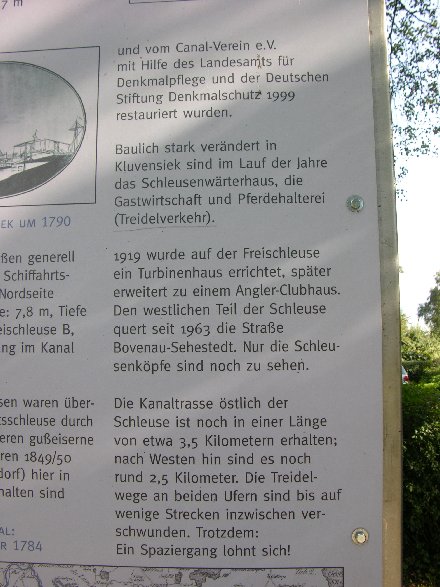 7 m
EK UM 1790
ßen generell
Schiffahrts-
Nordseite
e: 7,8 m, Tiefe
eischleuse B,
ng im Kanal
sen waren über-
tsschleuse durch
eren gußeiserne
ren 1849/50
dorf) hier in
halten sind
AL:
R 1784
und vom Canal-Verein e.V.
mit Hilfe des Landesamts für
Denkmalpflege und der Deutschen
Stiftung Denkmalschutz 1999
restauriert wurden.
Baulich stark verändert in
Kluvensiek sind im Lauf der Jahre
das Schleusenwärterhaus, die
Gastwirtschaft und Pferdehalterei
(Treidelverkehr).
1919 wurde auf der Freischleuse
ein Turbinenhaus errichtet, später
erweitert zu einem Angler-Clubhaus.
Den westlichen Teil der Schleuse
quert seit 1963 die Straße
Bovenau-Sehestedt. Nur die Schleu-
senköpfe sind noch zu sehen.
Die Kanaltrasse östlich der
Schleuse ist noch in einer Länge
von etwa 3,5 Kilometern erhalten;
nach Westen hin sind es noch
rund 2,5 Kilometer. Die Treidel-
wege an beiden Ufern sind bis auf
wenige Strecken inzwischen ver-
schwunden. Trotzdem:
Ein Spaziergang lohnt sich!